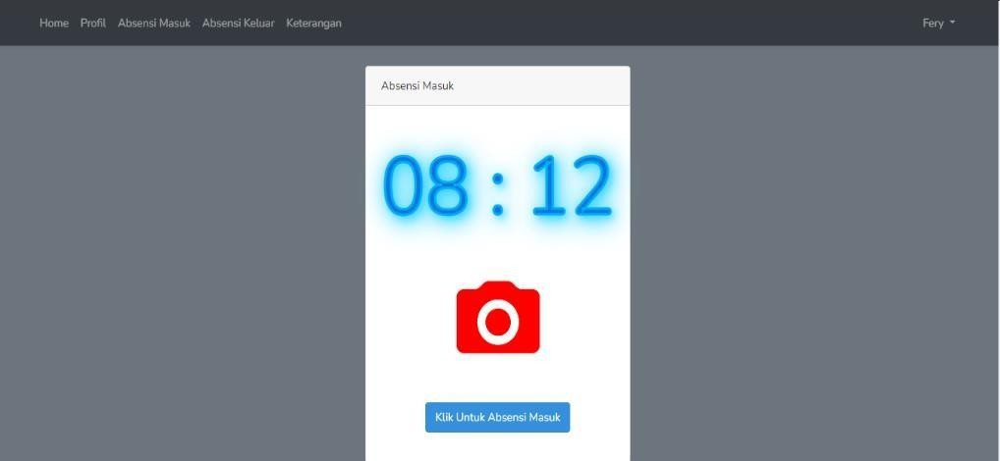 Home Profil Absensi Masuk Absensi Keluar Keterangan Fery
Absensi Masuk
08 : 12
Klik Untuk Absensi Masuk